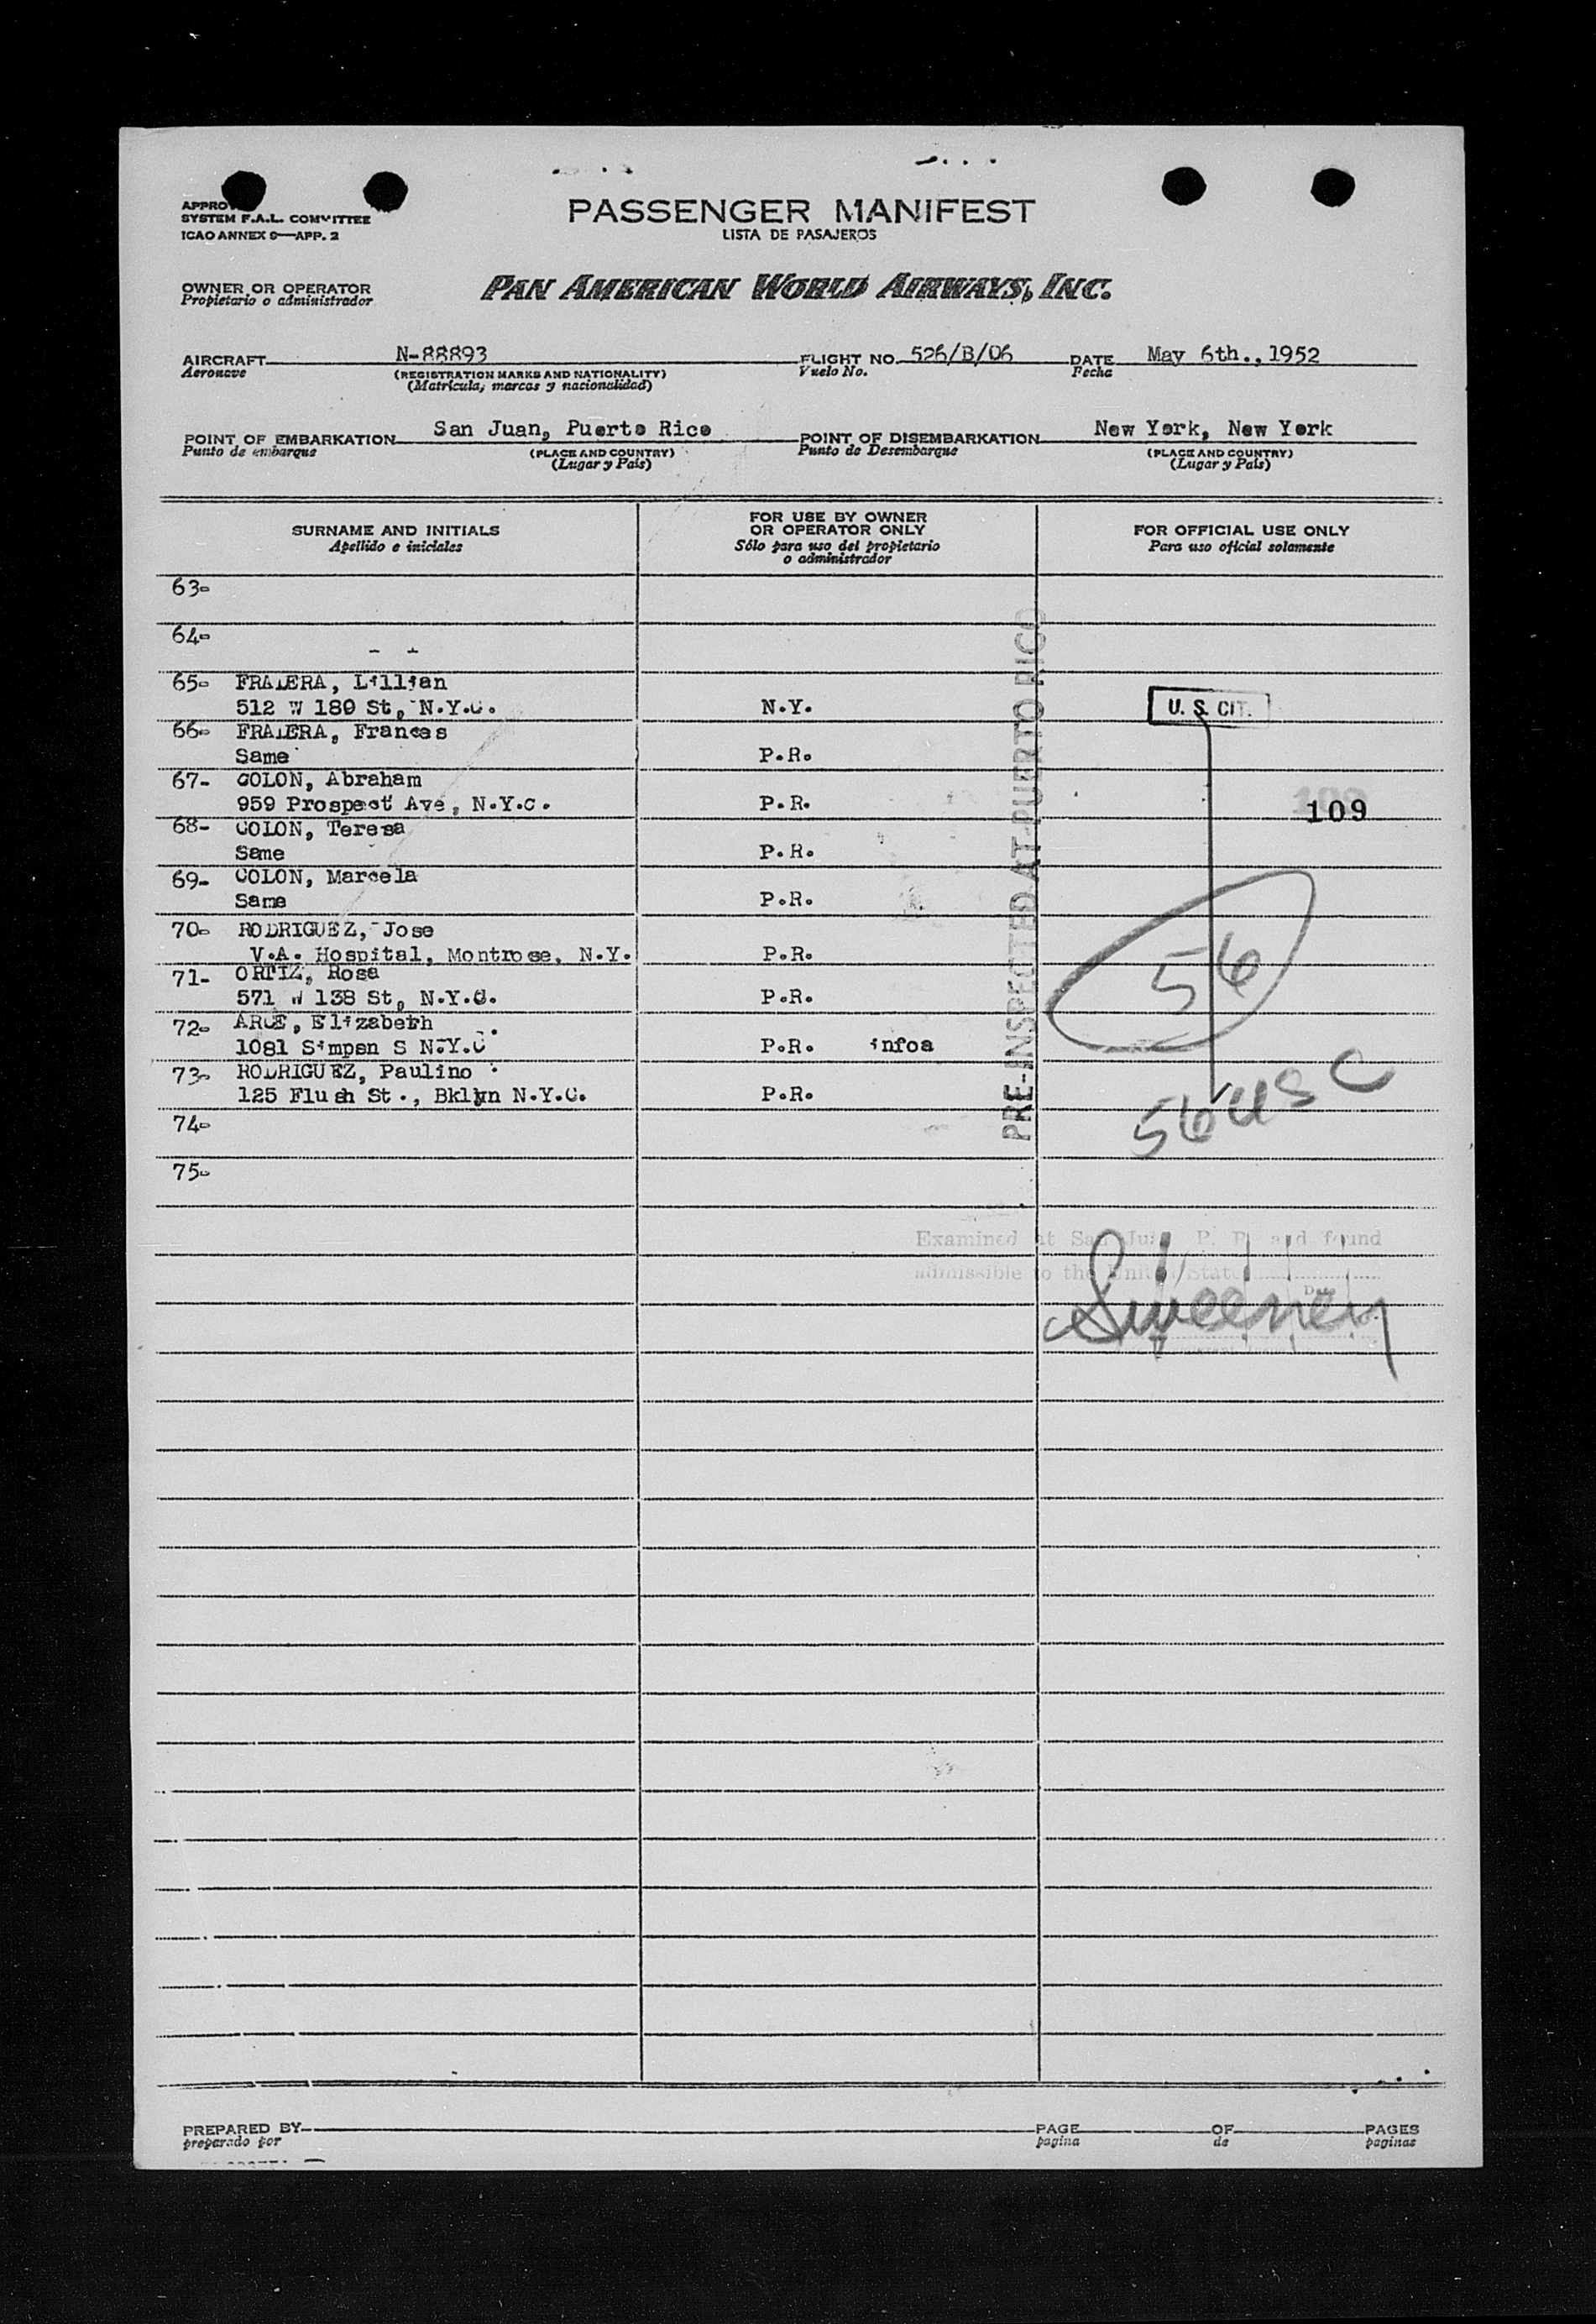 SYSTEM F.A.L. COMMITTEE
ICAO ANNEX 9—APP. 2
PASSENGER MANIFEST
LISTA DE PASAJEROS
OWNER OR OPERATOR
Propietario o administrador
PAN AMERICAN WORLD AIRWAYS, INC.
AIRCRAFT N-88893 FLIGHT NO. 526/B/06 DATE May 6th.,1952
Aeronave (REGISTRATION MARKS AND NATIONALITY) Vuelo No. Fecha
(Matrícula, marcas y nacionalidad)
POINT OF EMBARKATION San Juan, Puerto Rico POINT OF DISEMBARKATION New York, New York
Punto de embarque (PLACE AND COUNTRY) Punto de Desembarque (PLACE AND COUNTRY)
(Lugar y País) (Lugar y País)
SURNAME AND INITIALS
Apellido e iniciales
FOR USE BY OWNER
OR OPERATOR ONLY
Sólo para uso del propietario
o administrador
FOR OFFICIAL USE ONLY
Para uso oficial solamente
63-
64-
65- Lillian
512 W 189 St, N.Y.C. N.Y. U. S. CIT.
66- Frances
Same P.R.
67- COLON, Abraham
959 Prospect Ave, N.Y.C. P.R. 109
68- COLON, Teresa
Same P.R.
69- COLON, Marcela
Same P.R.
70- RODRIGUEZ, Jose
V.A. Hospital, Montrose, N.Y. P.R.
71- ORTIZ, Rosa
571 W 138 St, N.Y.C. P.R.
72- ARCE, Elizabeth
1081 Simpsn S N.Y.C P.R. infoa
73- RODRIGUEZ, Paulino
125 Flush St., Bklyn N.Y.C. P.R.
74-
75-
PRE-INSPECTED AT PUERTO RICO
56
56 USC
Examined at San Juan P. R. and found
admissible to the United States
Date
Sweeney
PREPARED BY PAGE OF PAGES
preparado por pagina de paginas